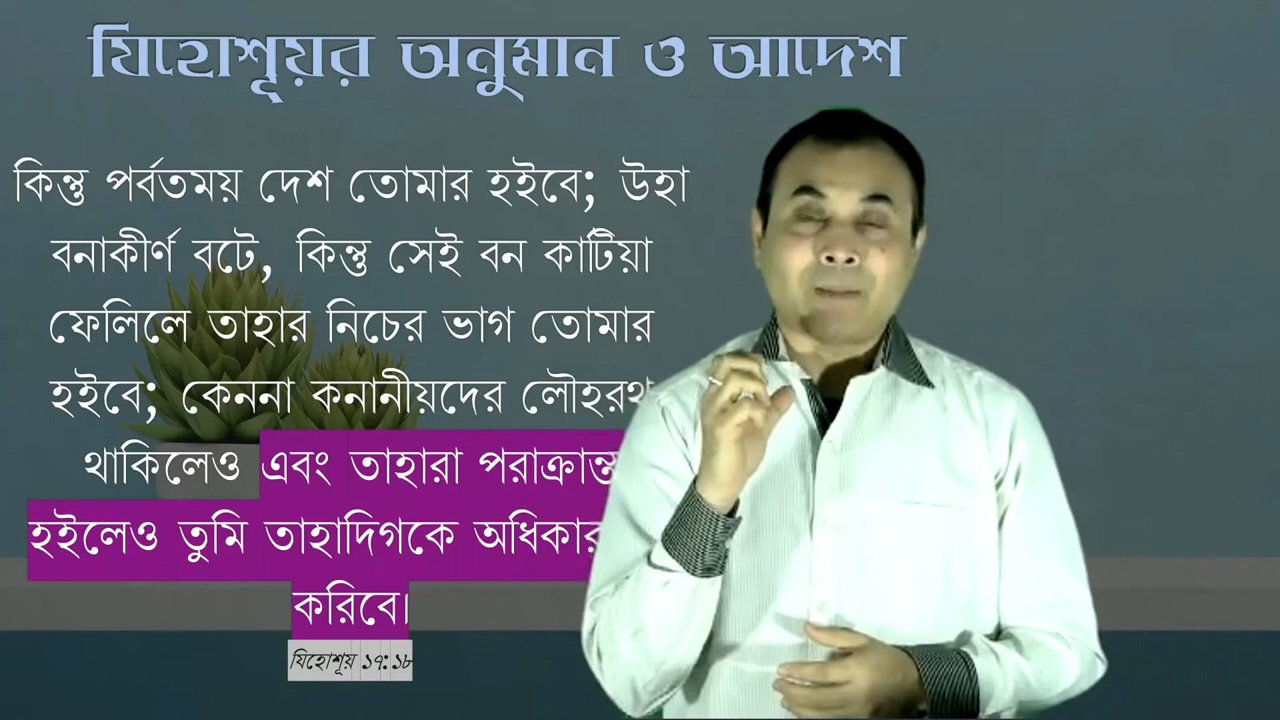 যিহোশূয়র অনুমান ও আদেশ
কিন্তু পর্বতময় দেশ তোমার হইবে; উহা
বনাকীর্ণ বটে, কিন্তু সেই বন কাটিয়া
ফেলিলে তাহার নিচের ভাগ তোমার
হইবে; কেননা কনানীয়দের লৌহরথ
থাকিলেও এবং তাহারা পরাক্রান্ত
হইলেও তুমি তাহাদিগকে অধিকার
করিবে।
যিহোশূয় ১৭:১৮